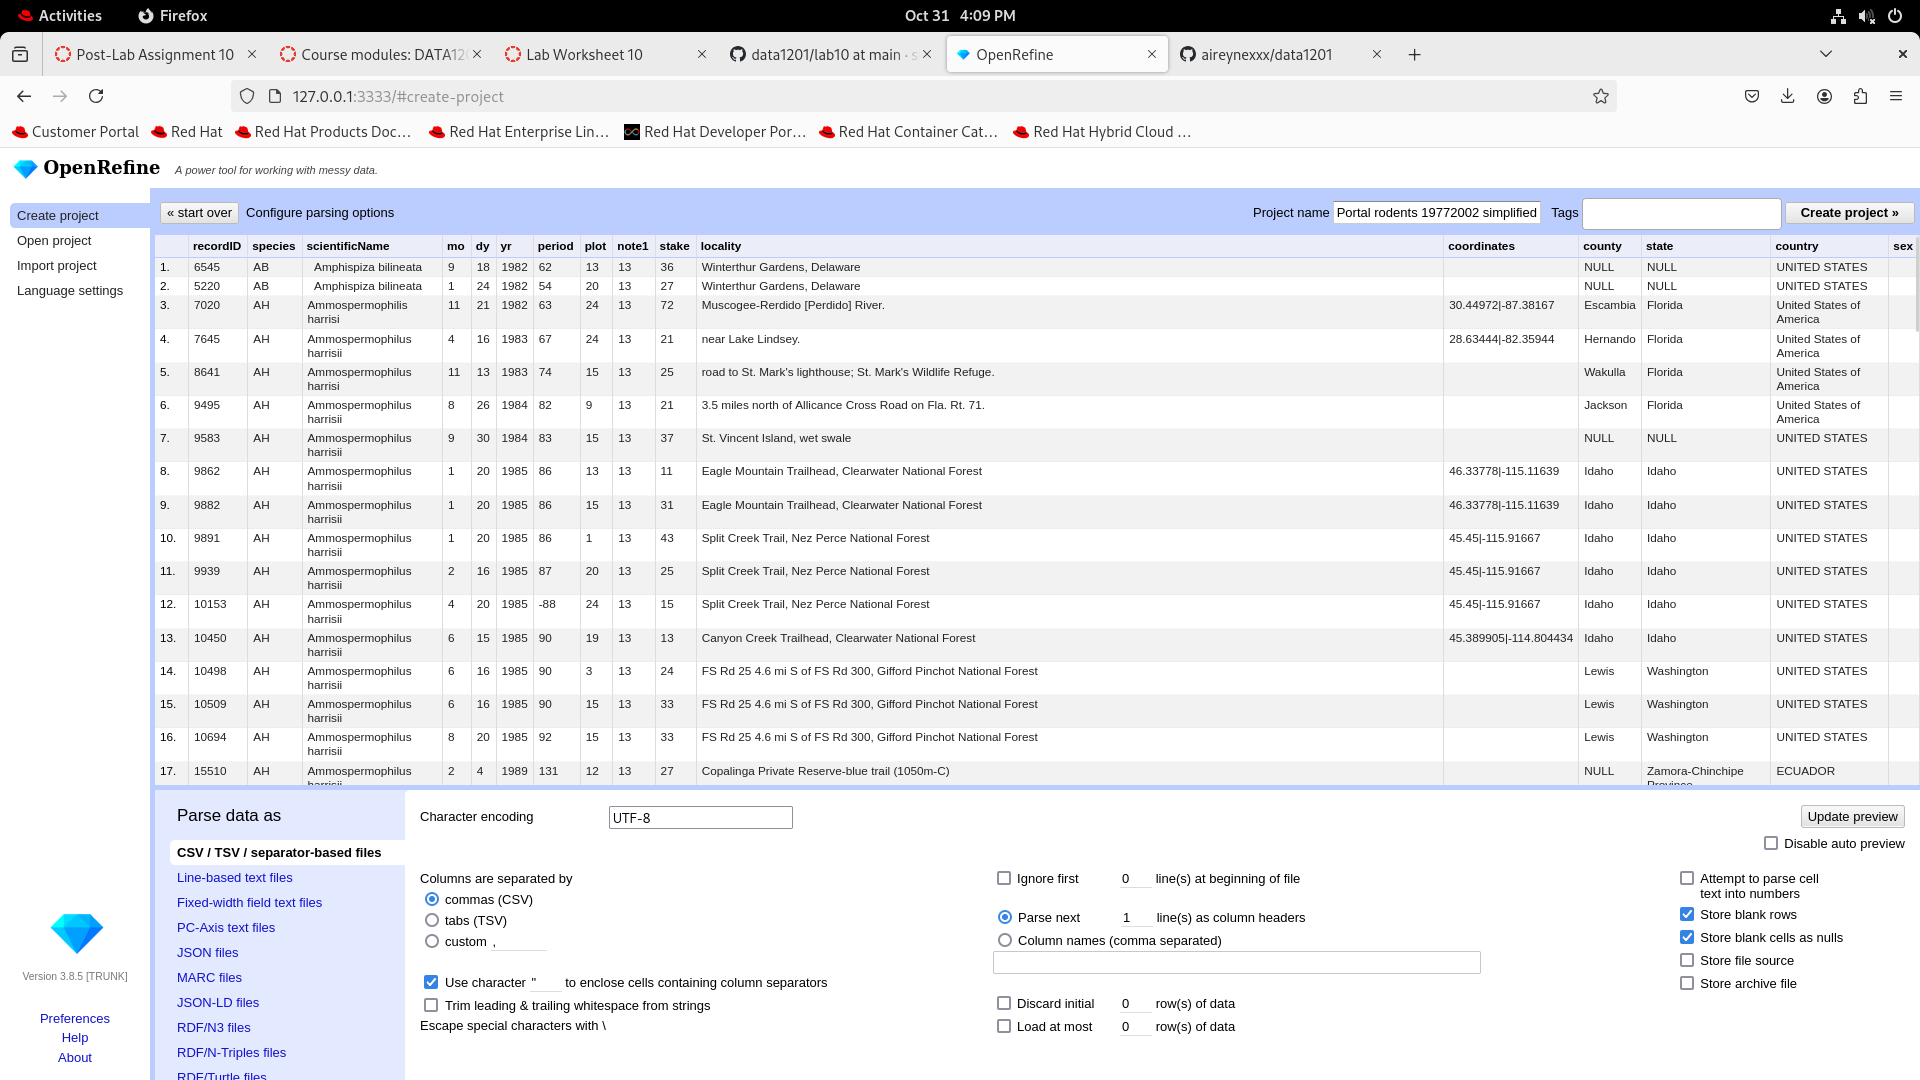 Activities Firefox Oct 31 4:09 PM
Post-Lab Assignment 10 Course modules: DATA12 Lab Worksheet 10 data1201/lab10 at main · s OpenRefine aireynexxx/data1201
127.0.0.1:3333/#create-project
Customer Portal Red Hat Red Hat Products Doc… Red Hat Enterprise Lin… Red Hat Developer Por… Red Hat Container Cat… Red Hat Hybrid Cloud …
OpenRefine A power tool for working with messy data.
Create project
Open project
Import project
Language settings
« start over Configure parsing options Project name Portal rodents 19772002 simplified Tags Create project »
recordID species scientificName mo dy yr period plot note1 stake locality coordinates county state country sex
1. 6545 AB Amphispiza bilineata 9 18 1982 62 13 13 36 Winterthur Gardens, Delaware NULL NULL UNITED STATES
2. 5220 AB Amphispiza bilineata 1 24 1982 54 20 13 27 Winterthur Gardens, Delaware NULL NULL UNITED STATES
3. 7020 AH Ammospermophilis harrisi 11 21 1982 63 24 13 72 Muscogee-Rerdido [Perdido] River. 30.44972|-87.38167 Escambia Florida United States of America
4. 7645 AH Ammospermophilus harrisii 4 16 1983 67 24 13 21 near Lake Lindsey. 28.63444|-82.35944 Hernando Florida United States of America
5. 8641 AH Ammospermophilus harrisi 11 13 1983 74 15 13 25 road to St. Mark's lighthouse; St. Mark's Wildlife Refuge. Wakulla Florida United States of America
6. 9495 AH Ammospermophilus harrisii 8 26 1984 82 9 13 21 3.5 miles north of Allicance Cross Road on Fla. Rt. 71. Jackson Florida United States of America
7. 9583 AH Ammospermophilus harrisii 9 30 1984 83 15 13 37 St. Vincent Island, wet swale NULL NULL UNITED STATES
8. 9862 AH Ammospermophilus harrisii 1 20 1985 86 13 13 11 Eagle Mountain Trailhead, Clearwater National Forest 46.33778|-115.11639 Idaho Idaho UNITED STATES
9. 9882 AH Ammospermophilus harrisii 1 20 1985 86 15 13 31 Eagle Mountain Trailhead, Clearwater National Forest 46.33778|-115.11639 Idaho Idaho UNITED STATES
10. 9891 AH Ammospermophilus harrisii 1 20 1985 86 1 13 43 Split Creek Trail, Nez Perce National Forest 45.45|-115.91667 Idaho Idaho UNITED STATES
11. 9939 AH Ammospermophilus harrisii 2 16 1985 87 20 13 25 Split Creek Trail, Nez Perce National Forest 45.45|-115.91667 Idaho Idaho UNITED STATES
12. 10153 AH Ammospermophilus harrisii 4 20 1985 -88 24 13 15 Split Creek Trail, Nez Perce National Forest 45.45|-115.91667 Idaho Idaho UNITED STATES
13. 10450 AH Ammospermophilus harrisii 6 15 1985 90 19 13 13 Canyon Creek Trailhead, Clearwater National Forest 45.389905|-114.804434 Idaho Idaho UNITED STATES
14. 10498 AH Ammospermophilus harrisii 6 16 1985 90 3 13 24 FS Rd 25 4.6 mi S of FS Rd 300, Gifford Pinchot National Forest Lewis Washington UNITED STATES
15. 10509 AH Ammospermophilus harrisii 6 16 1985 90 15 13 33 FS Rd 25 4.6 mi S of FS Rd 300, Gifford Pinchot National Forest Lewis Washington UNITED STATES
16. 10694 AH Ammospermophilus harrisii 8 20 1985 92 15 13 33 FS Rd 25 4.6 mi S of FS Rd 300, Gifford Pinchot National Forest Lewis Washington UNITED STATES
17. 15510 AH Ammospermophilus harrisii 2 4 1989 131 12 13 27 Copalinga Private Reserve-blue trail (1050m-C) NULL Zamora-Chinchipe Province ECUADOR
Parse data as
CSV / TSV / separator-based files
Line-based text files
Fixed-width field text files
PC-Axis text files
JSON files
MARC files
JSON-LD files
RDF/N3 files
RDF/N-Triples files
RDF/Turtle files
Character encoding UTF-8
Update preview
Disable auto preview
Columns are separated by
commas (CSV)
tabs (TSV)
custom ,
Use character " to enclose cells containing column separators
Trim leading & trailing whitespace from strings
Escape special characters with \
Ignore first 0 line(s) at beginning of file
Parse next 1 line(s) as column headers
Column names (comma separated)
Discard initial 0 row(s) of data
Load at most 0 row(s) of data
Attempt to parse cell
text into numbers
Store blank rows
Store blank cells as nulls
Store file source
Store archive file
Version 3.8.5 [TRUNK]
Preferences
Help
About